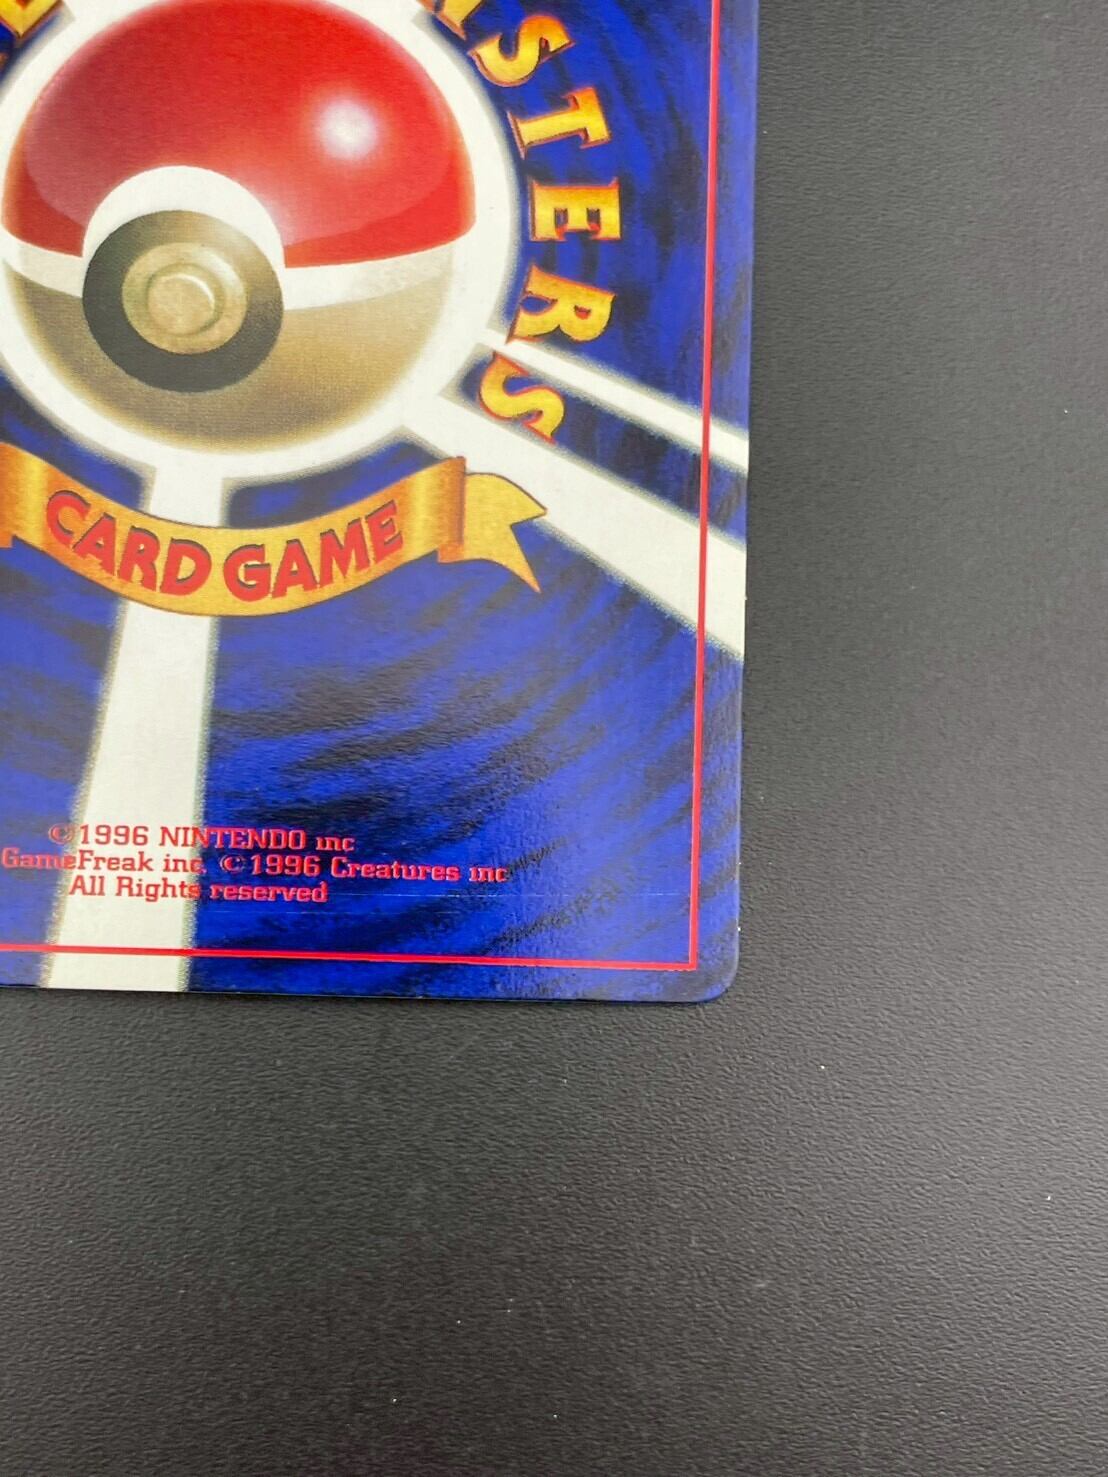 STERS
CARD GAME
©1996 NINTENDO inc
GameFreak inc. ©1996 Creatures inc
All Rights reserved